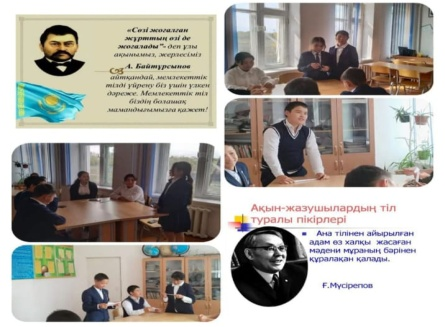 «Сөзі жоғалған
жұрттың өзі де
жоғалады"- ден ұлы
ақынымыз, жерлесіміз
А. Байтұрсынов
айтқандай, мемлекеттік
тілді үйрену біз үшін үлкен
дәреже. Мемлекеттік тіл
біздің болашақ
мамандығымызға қажет!
Ақын-жазушылардың тіл
туралы пікірлері
Ана тілінен айырылған
адам өз халқы жасаған
мәдени мұраның бәрінен
құралақан қалады.
Ғ.Мүсірепов